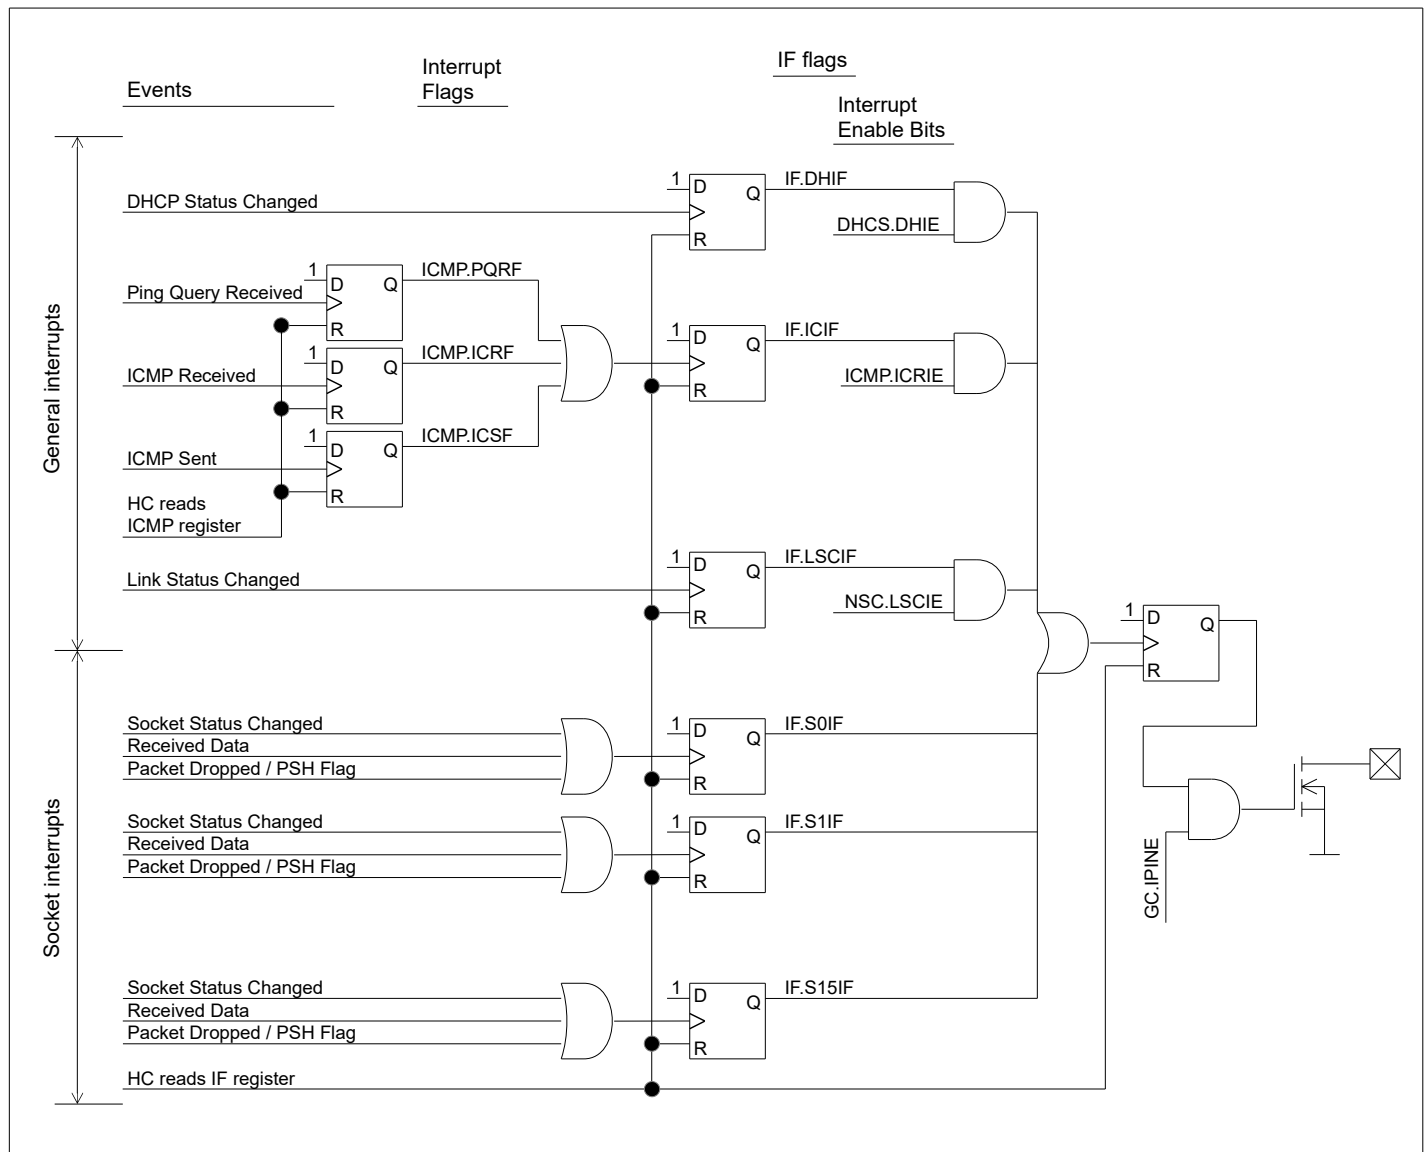 Events
Interrupt
Flags
IF flags
Interrupt
Enable Bits
General interrupts
DHCP Status Changed
1
D
Q
R
IF.DHIF
DHCS.DHIE
Ping Query Received
1
D
Q
R
ICMP.PQRF
ICMP Received
1
D
Q
R
ICMP.ICRF
ICMP Sent
1
D
Q
R
ICMP.ICSF
HC reads
ICMP register
1
D
Q
R
IF.ICIF
ICMP.ICRIE
Link Status Changed
1
D
Q
R
IF.LSCIF
NSC.LSCIE
1
D
Q
R
Socket interrupts
Socket Status Changed
Received Data
Packet Dropped / PSH Flag
1
D
Q
R
IF.S0IF
Socket Status Changed
Received Data
Packet Dropped / PSH Flag
1
D
Q
R
IF.S1IF
GC.IPINE
Socket Status Changed
Received Data
Packet Dropped / PSH Flag
1
D
Q
R
IF.S15IF
HC reads IF register